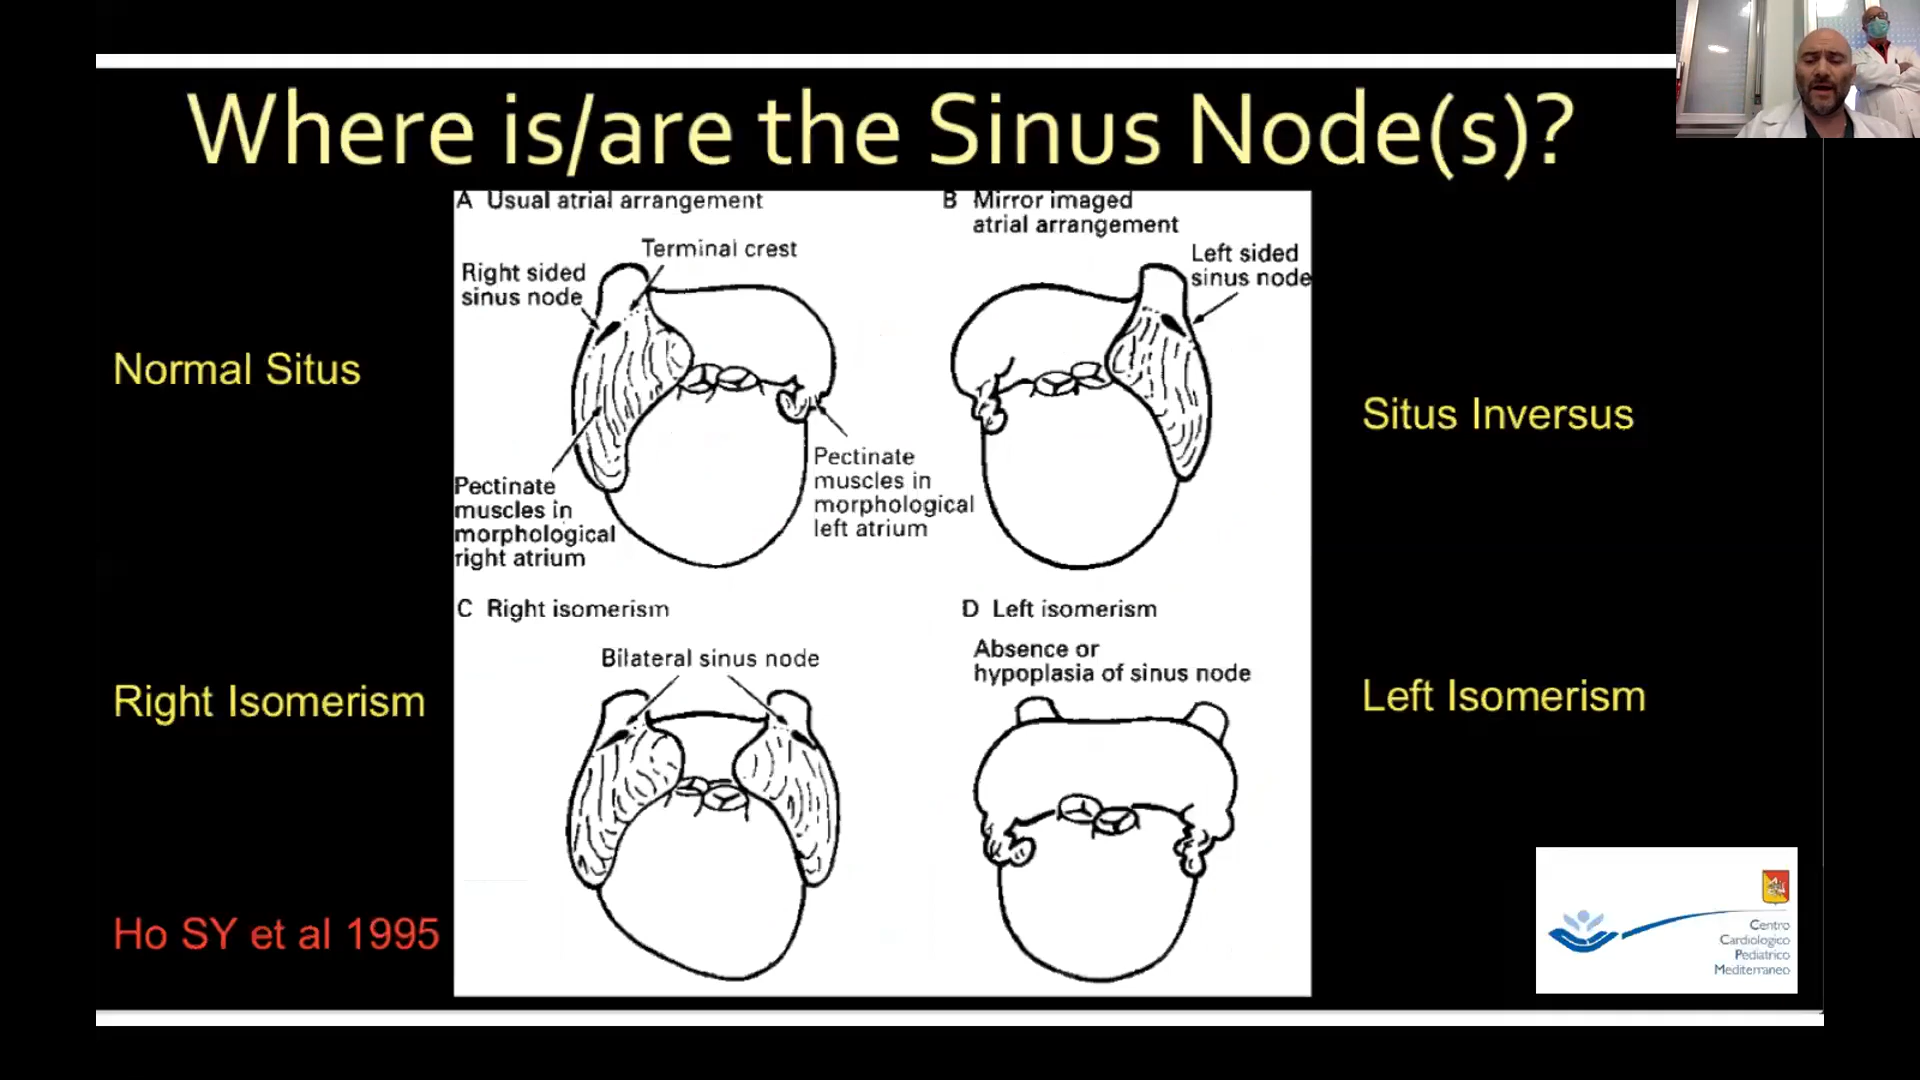 Where is/are the Sinus Node(s)?
A Usual atrial arrangement
Terminal crest
Right sided
sinus node
Pectinate
muscles in
morphological
right atrium
Pectinate
muscles in
morphological
left atrium
B Mirror imaged
atrial arrangement
Left sided
sinus node
Normal Situs
Situs Inversus
C Right isomerism
Bilateral sinus node
D Left isomerism
Absence or
hypoplasia of sinus node
Right Isomerism
Left Isomerism
Ho SY et al 1995
Centro
Cardiologico
Pediatrico
Mediterraneo